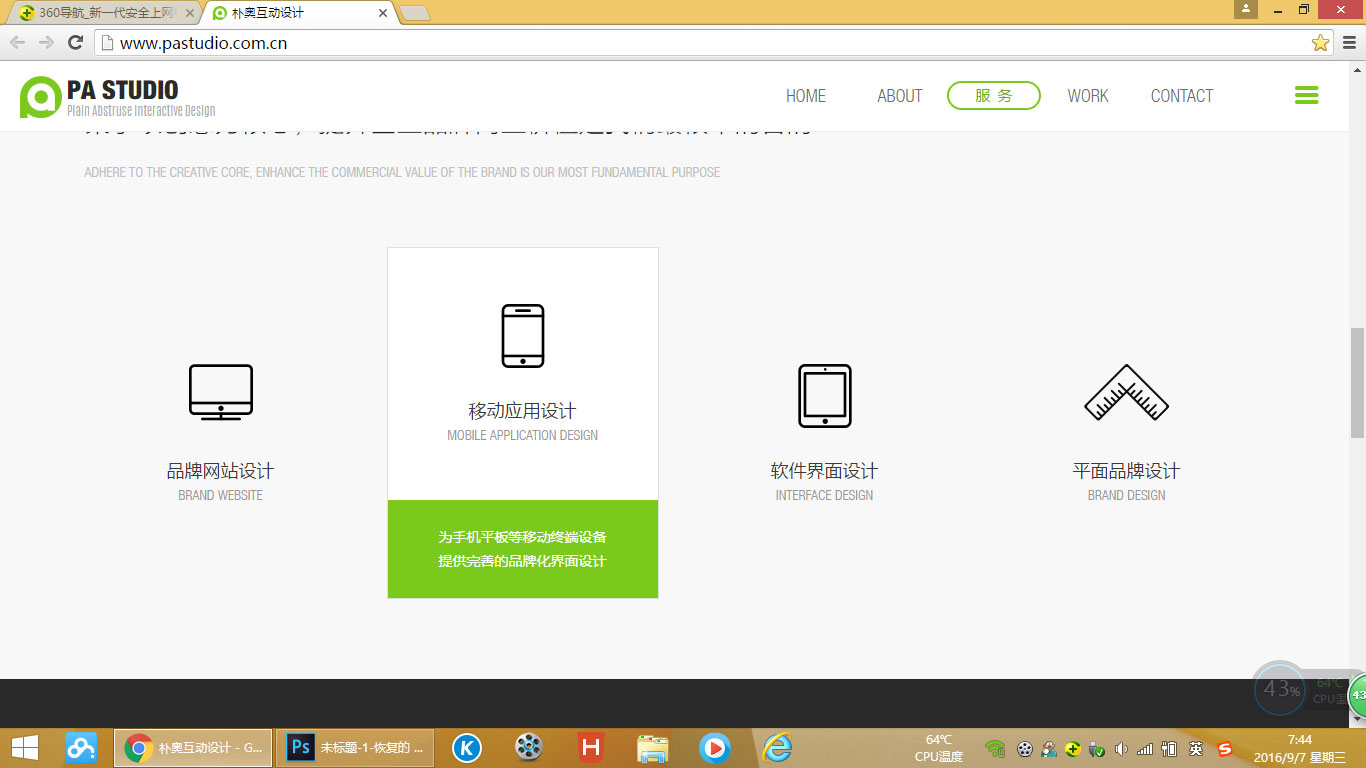 360导航_新一代安全上网
朴奥互动设计
www.pastudio.com.cn
PA STUDIO
Plain Abstruse Interactive Design
HOME
ABOUT
服 务
WORK
CONTACT
ADHERE TO THE CREATIVE CORE, ENHANCE THE COMMERCIAL VALUE OF THE BRAND IS OUR MOST FUNDAMENTAL PURPOSE
移动应用设计
MOBILE APPLICATION DESIGN
品牌网站设计
BRAND WEBSITE
软件界面设计
INTERFACE DESIGN
平面品牌设计
BRAND DESIGN
为手机平板等移动终端设备
提供完善的品牌化界面设计
43%
64℃
CPU温
43
朴奥互动设计 - G...
Ps
未标题-1-恢复的 ...
K
H
64℃
CPU温度
英
S
7:44
2016/9/7 星期三